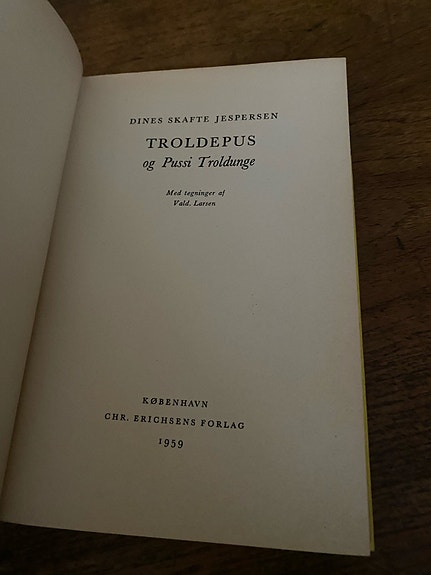 DINES SKAFTE JESPERSEN
TROLDEPUS
og Pussi Troldunge
Med tegninger af
Vald. Larsen
KØBENHAVN
CHR. ERICHSENS FORLAG
1959